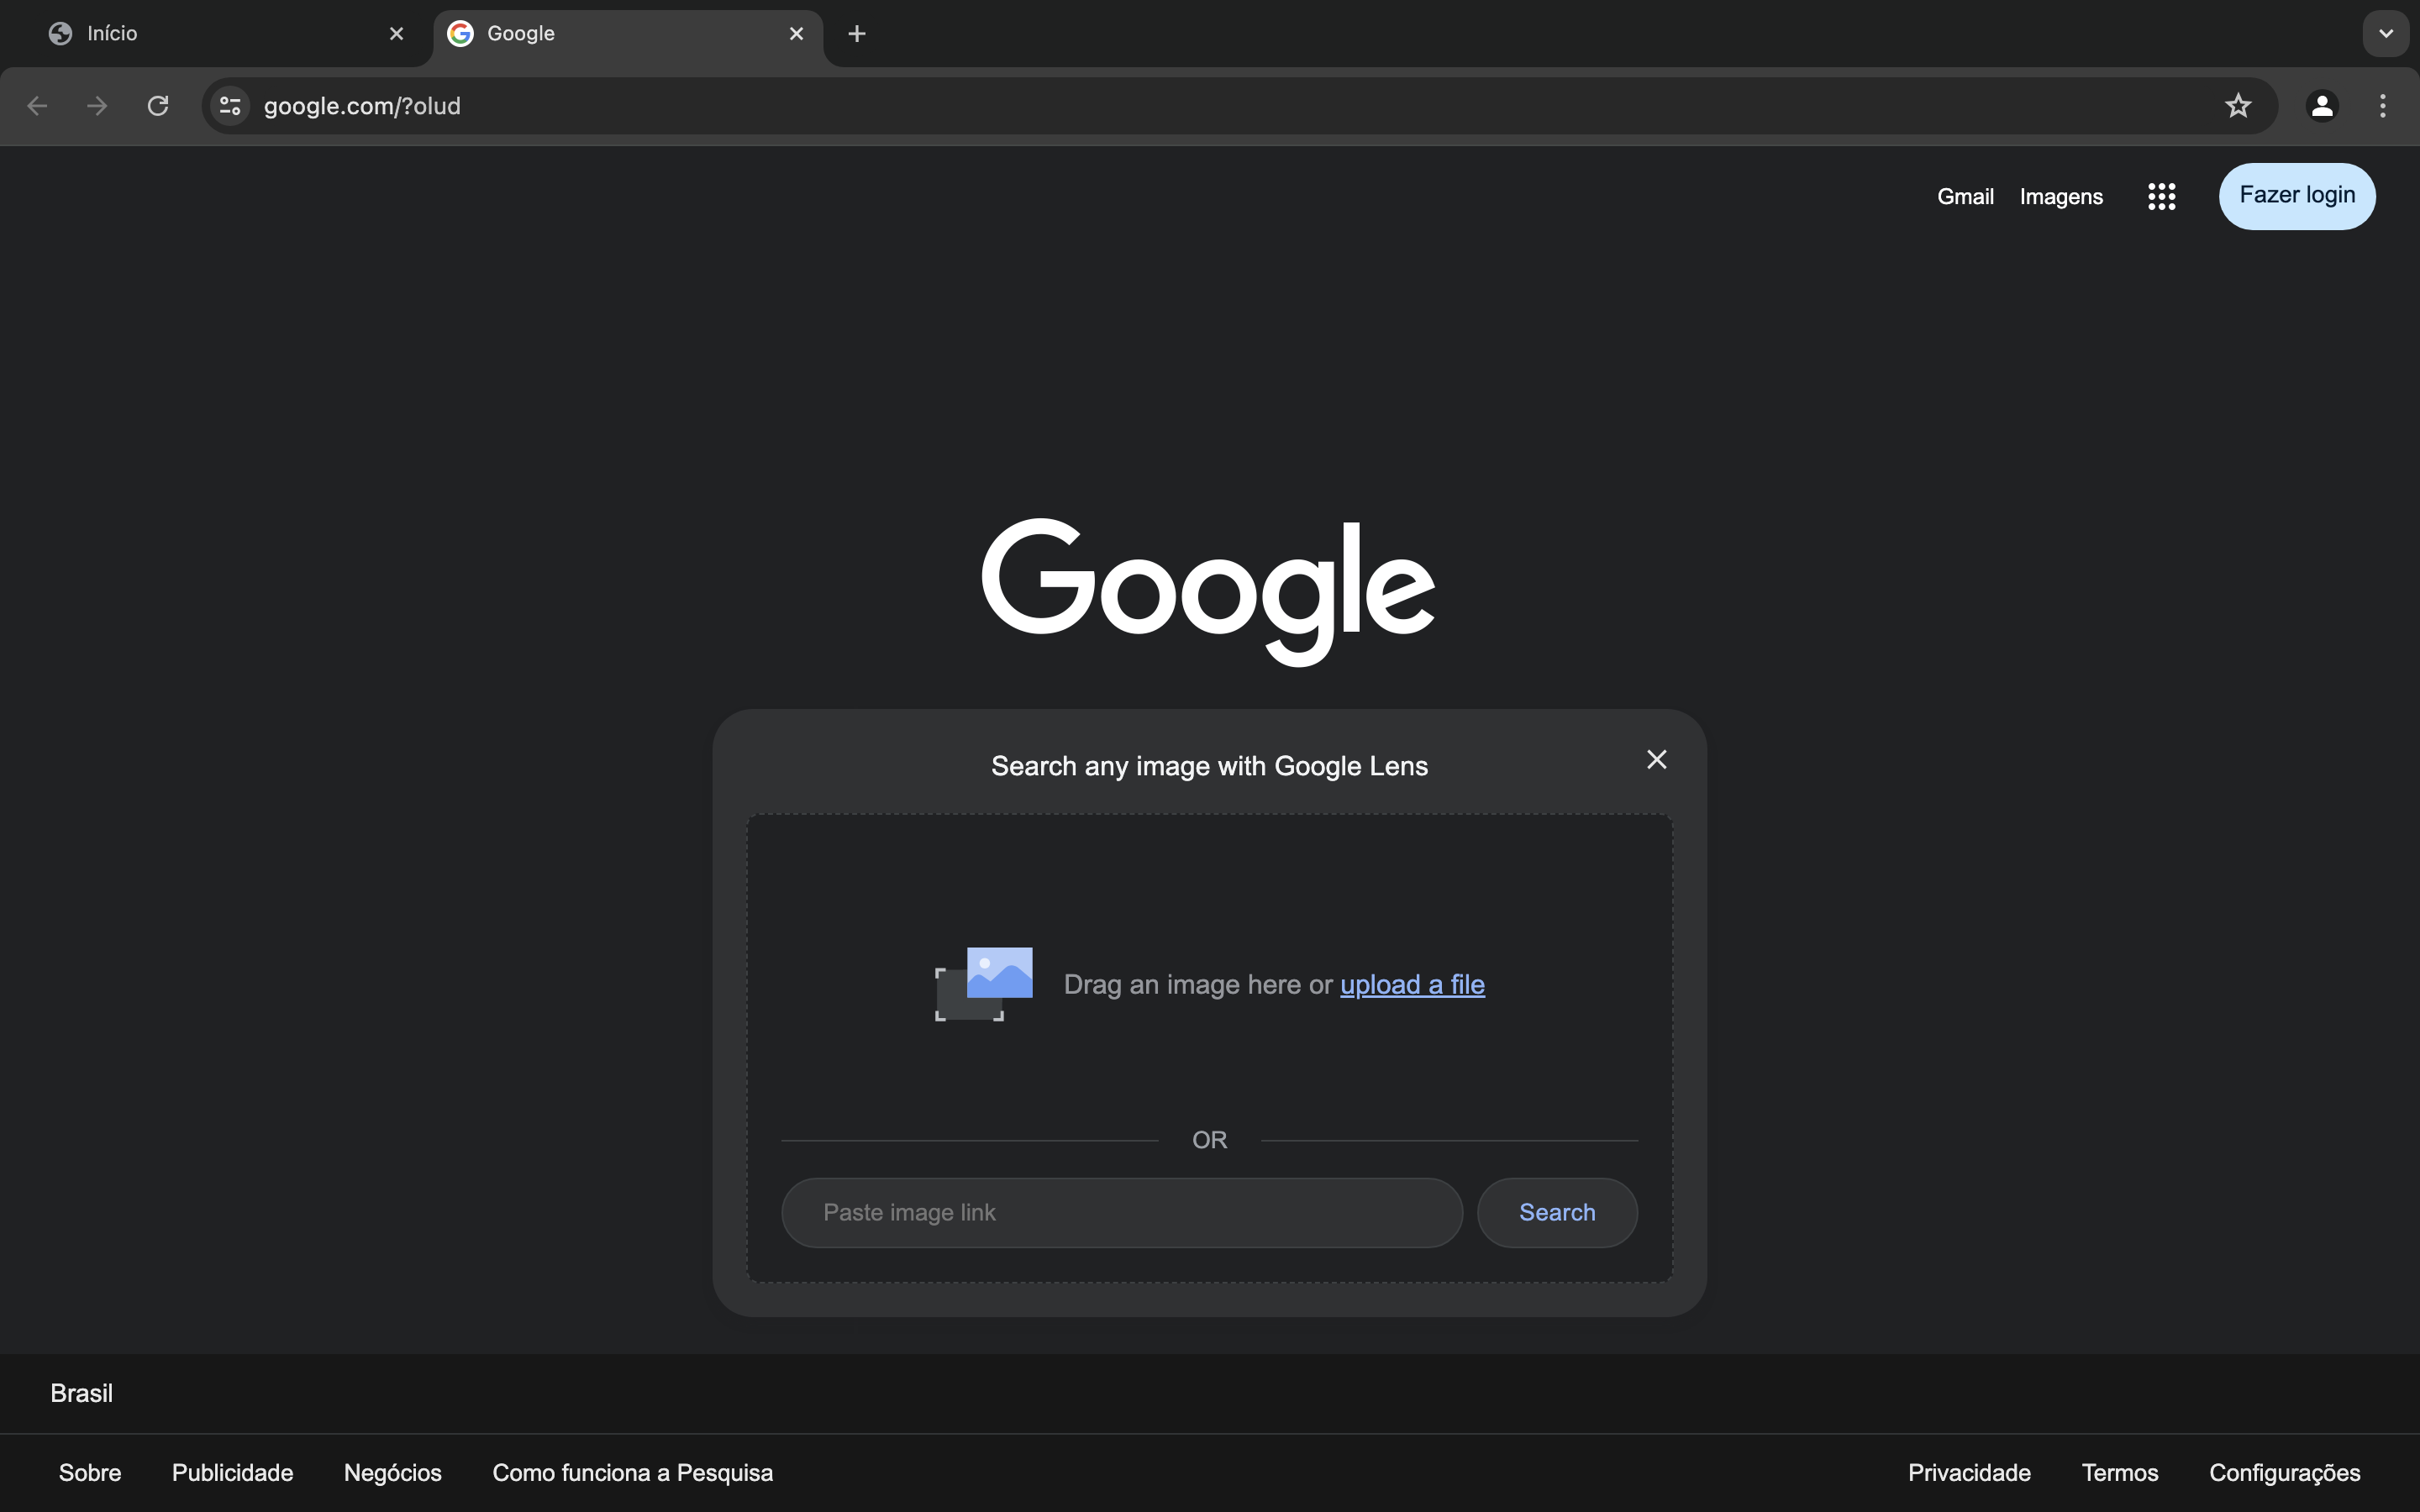 Início
Google
google.com/?olud
Gmail Imagens Fazer login
Google
Search any image with Google Lens
Drag an image here or upload a file
OR
Paste image link Search
Brasil
Sobre Publicidade Negócios Como funciona a Pesquisa Privacidade Termos Configurações